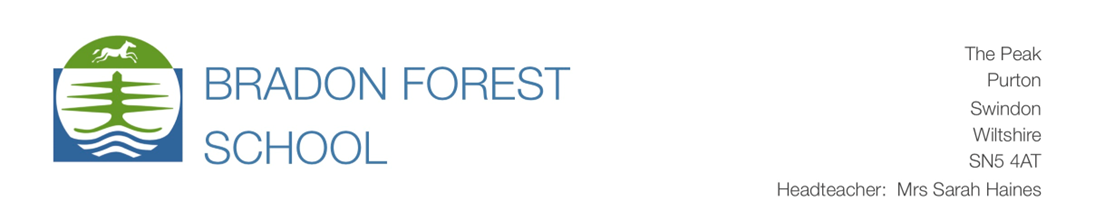 BRADON FOREST
SCHOOL
The Peak
Purton
Swindon
Wiltshire
SN5 4AT
Headteacher: Mrs Sarah Haines